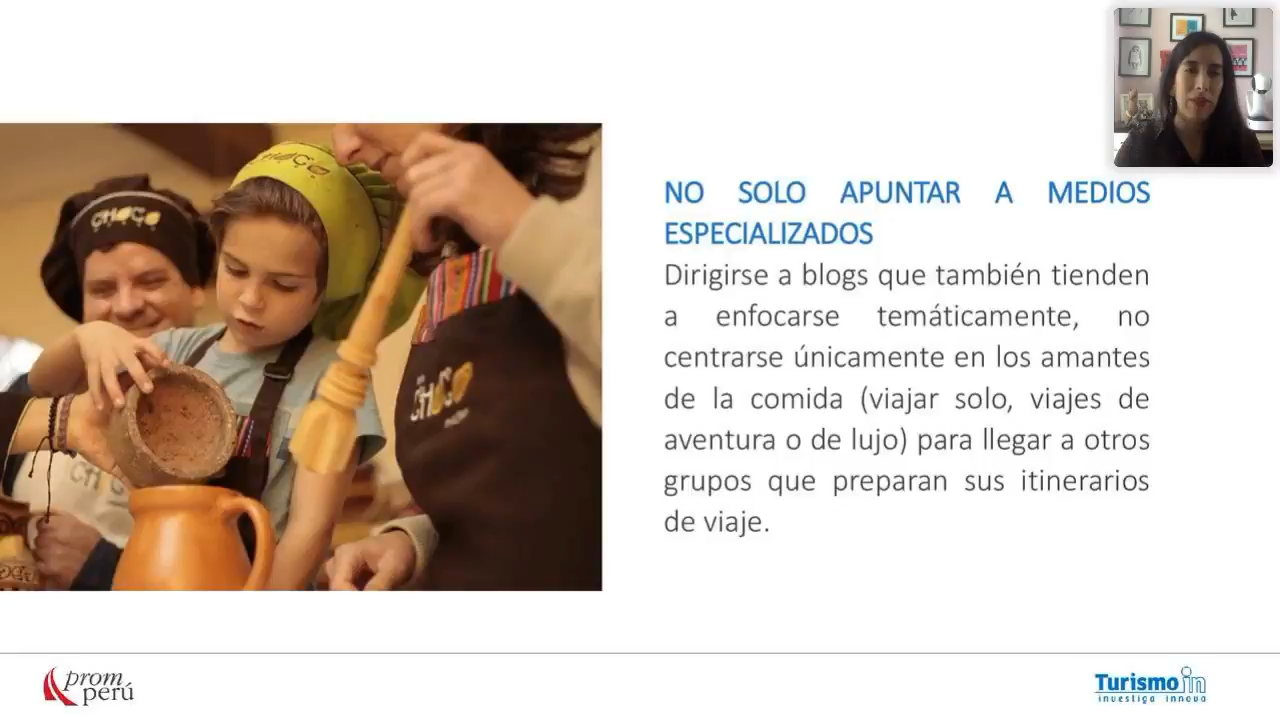 CHOCO
CHOCO
CHOCO
NO SOLO APUNTAR A MEDIOS
ESPECIALIZADOS
Dirigirse a blogs que también tienden
a enfocarse temáticamente, no
centrarse únicamente en los amantes
de la comida (viajar solo, viajes de
aventura o de lujo) para llegar a otros
grupos que preparan sus itinerarios
de viaje.
prom
perú
Turismo in
investiga innova